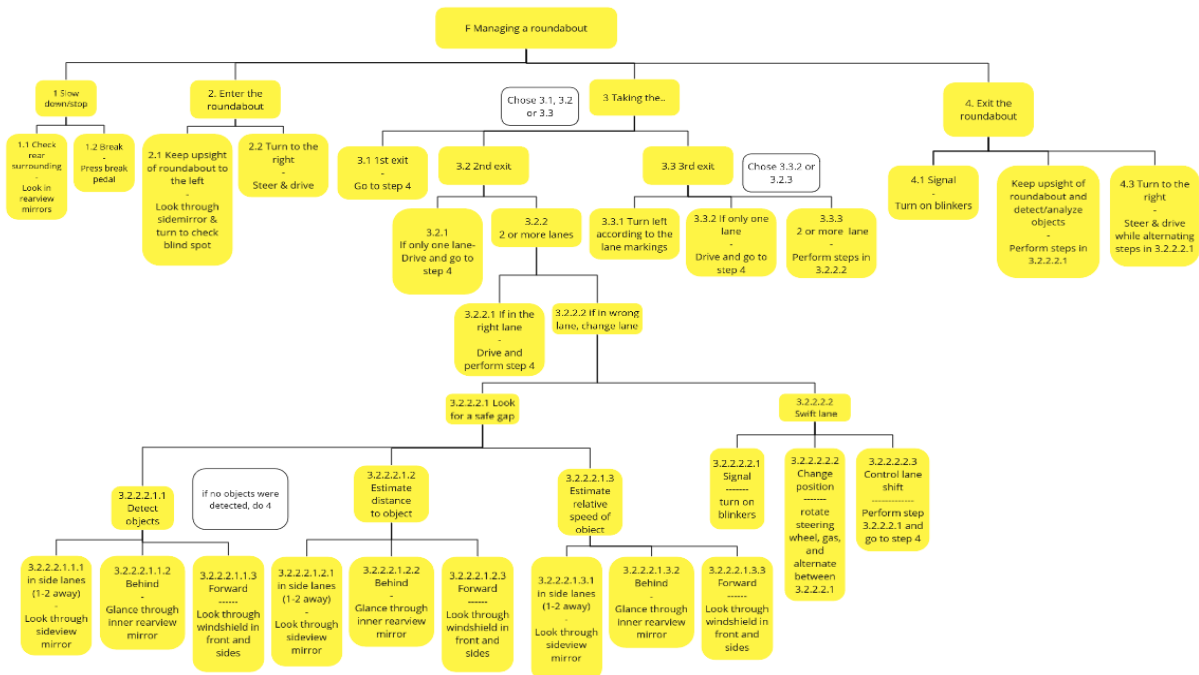 F Managing a roundabout
1 Slow
down/stop
2. Enter the
roundabout
Chose 3.1, 3.2
or 3.3
3 Taking the..
4. Exit the
roundabout
1.1 Check
rear
surrounding
-
Look in
rearview
mirrors
1.2 Break
-
Press break
pedal
2.1 Keep upsight
of roundabout to
the left
-
Look through
sidemirror &
turn to check
blind spot
2.2 Turn to the
right
-
Steer & drive
3.1 1st exit
-
Go to step 4
3.2 2nd exit
3.3 3rd exit
Chose 3.3.2 or
3.2.3
4.1 Signal
-
Turn on blinkers
Keep upsight of
roundabout and
detect/analyze
objects
-
Perform steps in
3.2.2.2.1
4.3 Turn to the
right
-
Steer & drive
while alternating
steps in 3.2.2.2.1
3.2.1
If only one lane-
Drive and go to
step 4
3.2.2
2 or more lanes
3.3.1 Turn left
according to the
lane markings
3.3.2 If only one
lane
-
Drive and go to
step 4
3.3.3
2 or more lane
-
Perform steps in
3.2.2.2
3.2.2.1 If in the
right lane
-
Drive and
perform step 4
3.2.2.2 If in wrong
lane, change lane
3.2.2.2.1 Look
for a safe gap
3.2.2.2.2
Swift lane
3.2.2.2.1.1
Detect
objects
if no objects were
detected, do 4
3.2.2.2.1.2
Estimate
distance
to object
3.2.2.2.1.3
Estimate
relative
speed of
object
3.2.2.2.2.1
Signal
-------
turn on
blinkers
3.2.2.2.2.2
Change
position
-------
rotate
steering
wheel, gas,
and
alternate
between
3.2.2.2.1
3.2.2.2.2.3
Control lane
shift
-------------
Perform step
3.2.2.2.1 and
go to step 4
3.2.2.2.1.1.1
in side lanes
(1-2 away)
-
Look through
sideview
mirror
3.2.2.2.1.1.2
Behind
-
Glance through
inner rearview
mirror
3.2.2.2.1.1.3
Forward
------
Look through
windshield in
front and
sides
3.2.2.2.1.2.1
in side lanes
(1-2 away)
-
Look through
sideview
mirror
3.2.2.2.1.2.2
Behind
-
Glance through
inner rearview
mirror
3.2.2.2.1.2.3
Forward
------
Look through
windshield in
front and
sides
3.2.2.2.1.3.1
in side lanes
(1-2 away)
-
Look through
sideview
mirror
3.2.2.2.1.3.2
Behind
-
Glance through
inner rearview
mirror
3.2.2.2.1.3.3
Forward
------
Look through
windshield in
front and
sides